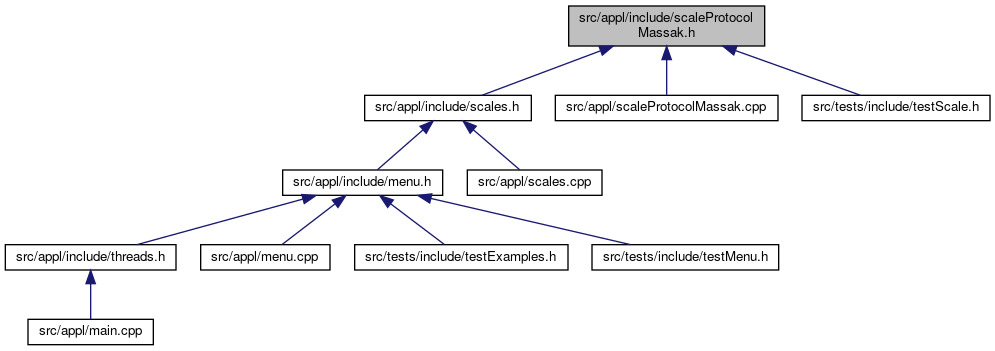 src/appl/include/scaleProtocol
Massak.h
src/appl/include/scales.h
src/appl/scaleProtocolMassak.cpp
src/tests/include/testScale.h
src/appl/include/menu.h
src/appl/scales.cpp
src/appl/include/threads.h
src/appl/menu.cpp
src/tests/include/testExamples.h
src/tests/include/testMenu.h
src/appl/main.cpp